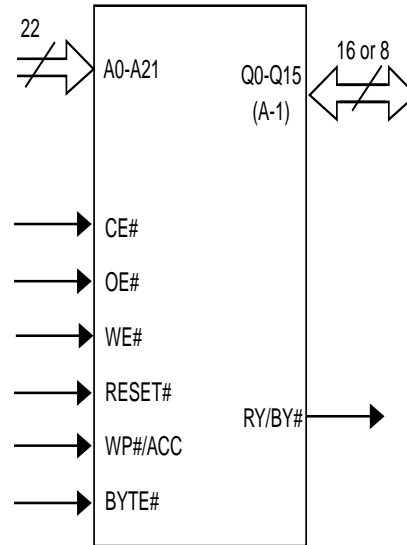 22
A0-A21
16 or 8
Q0-Q15
(A-1)
CE#
OE#
WE#
RESET#
RY/BY#
WP#/ACC
BYTE#